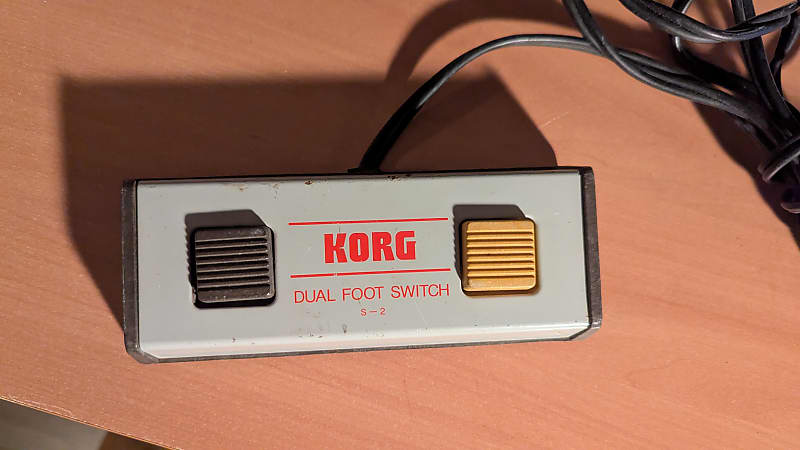 KORG
DUAL FOOT SWITCH
S-2